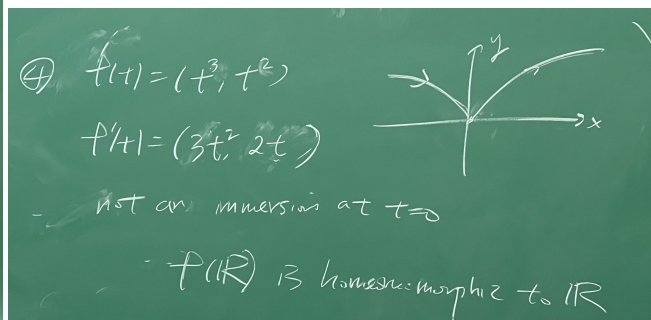 ④ f(t) = (t³, t²)
y
x
f'(t) = (3t², 2t)
not an immersion at t=0
f(ℝ) is homeomorphic to ℝ